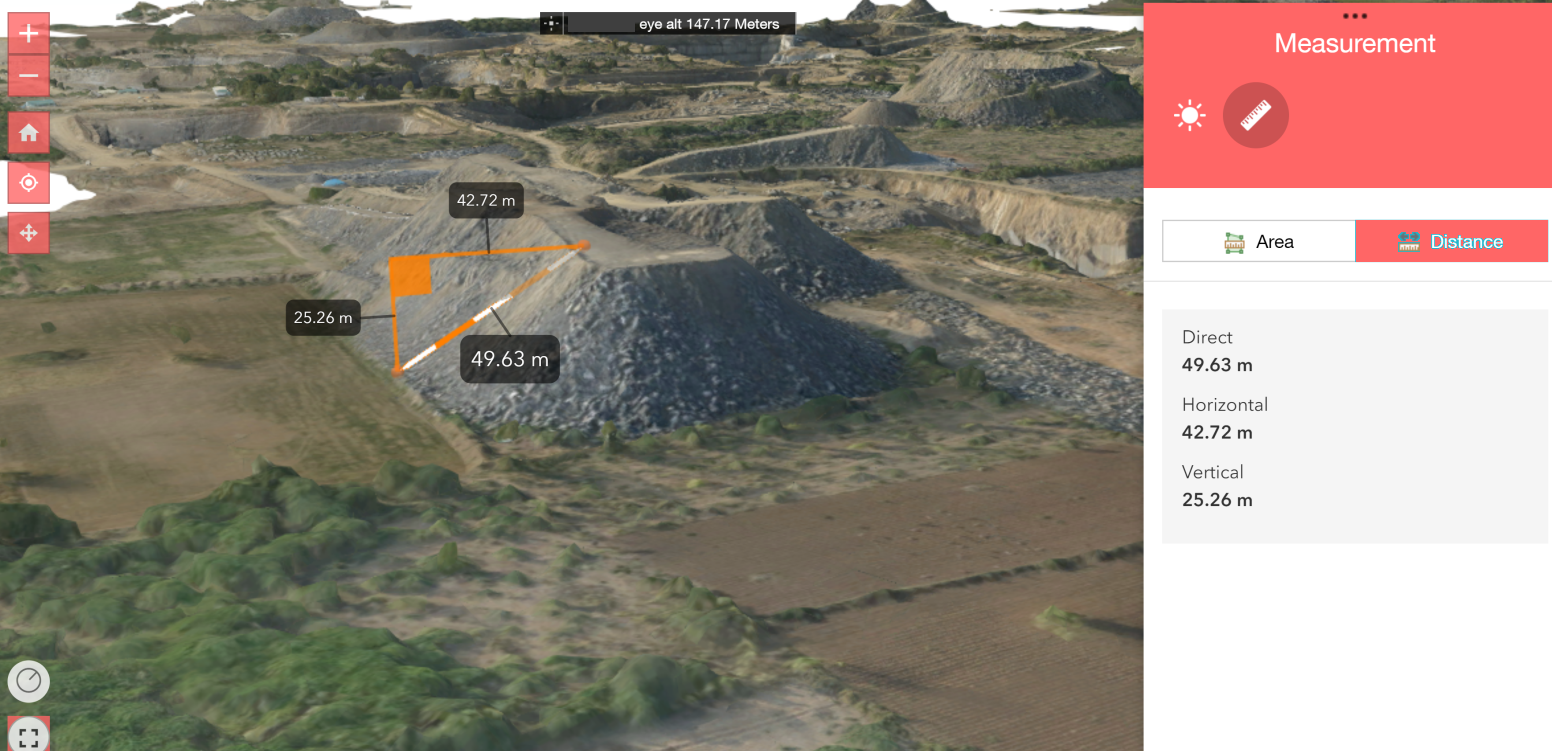 eye alt 147.17 Meters
42.72 m
25.26 m
49.63 m
Measurement
Area
Distance
Direct
49.63 m
Horizontal
42.72 m
Vertical
25.26 m